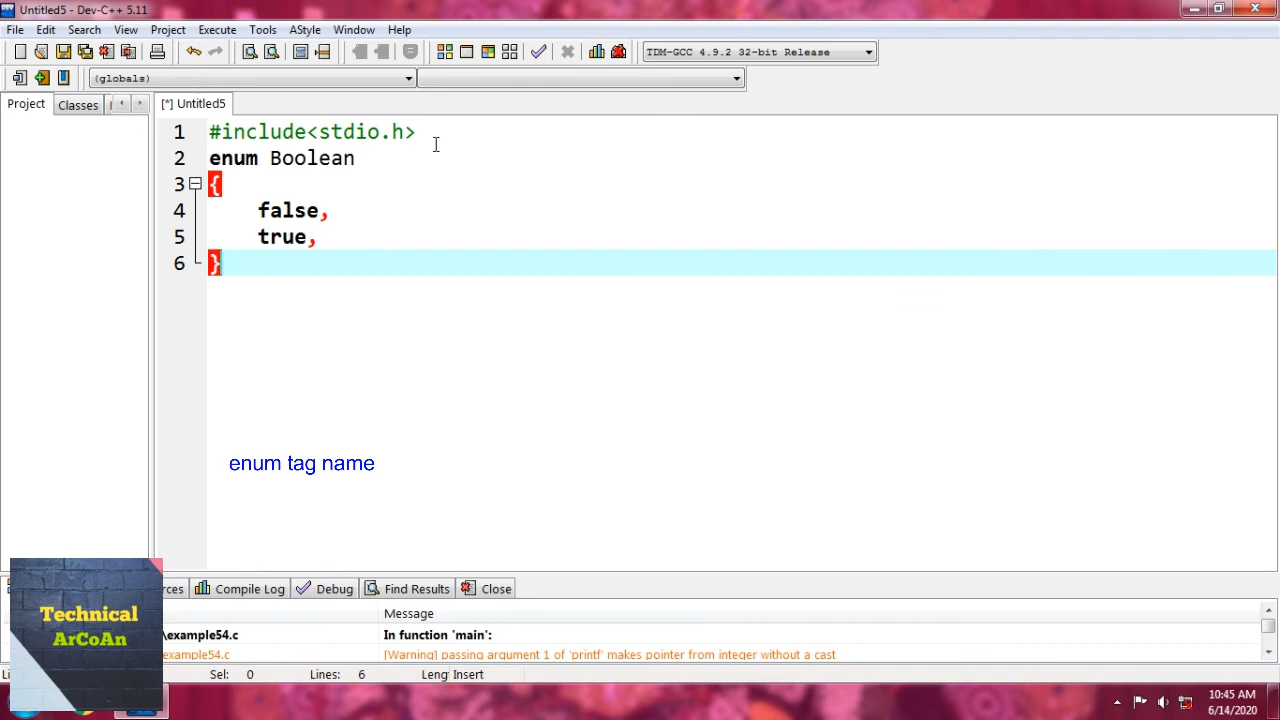 Untitled5 - Dev-C++ 5.11
File Edit Search View Project Execute Tools AStyle Window Help
TDM-GCC 4.9.2 32-bit Release
(globals)
Project Classes
[*] Untitled5
1 #include<stdio.h>
2 enum Boolean
3 {
4 false,
5 true,
6 }
enum tag name
rces Compile Log Debug Find Results Close
Message
\example54.c In function 'main':
example54.c [Warning] passing argument 1 of 'printf' makes pointer from integer without a cast
Sel: 0 Lines: 6 Leng Insert
Technical
ArCoAn
10:45 AM
6/14/2020